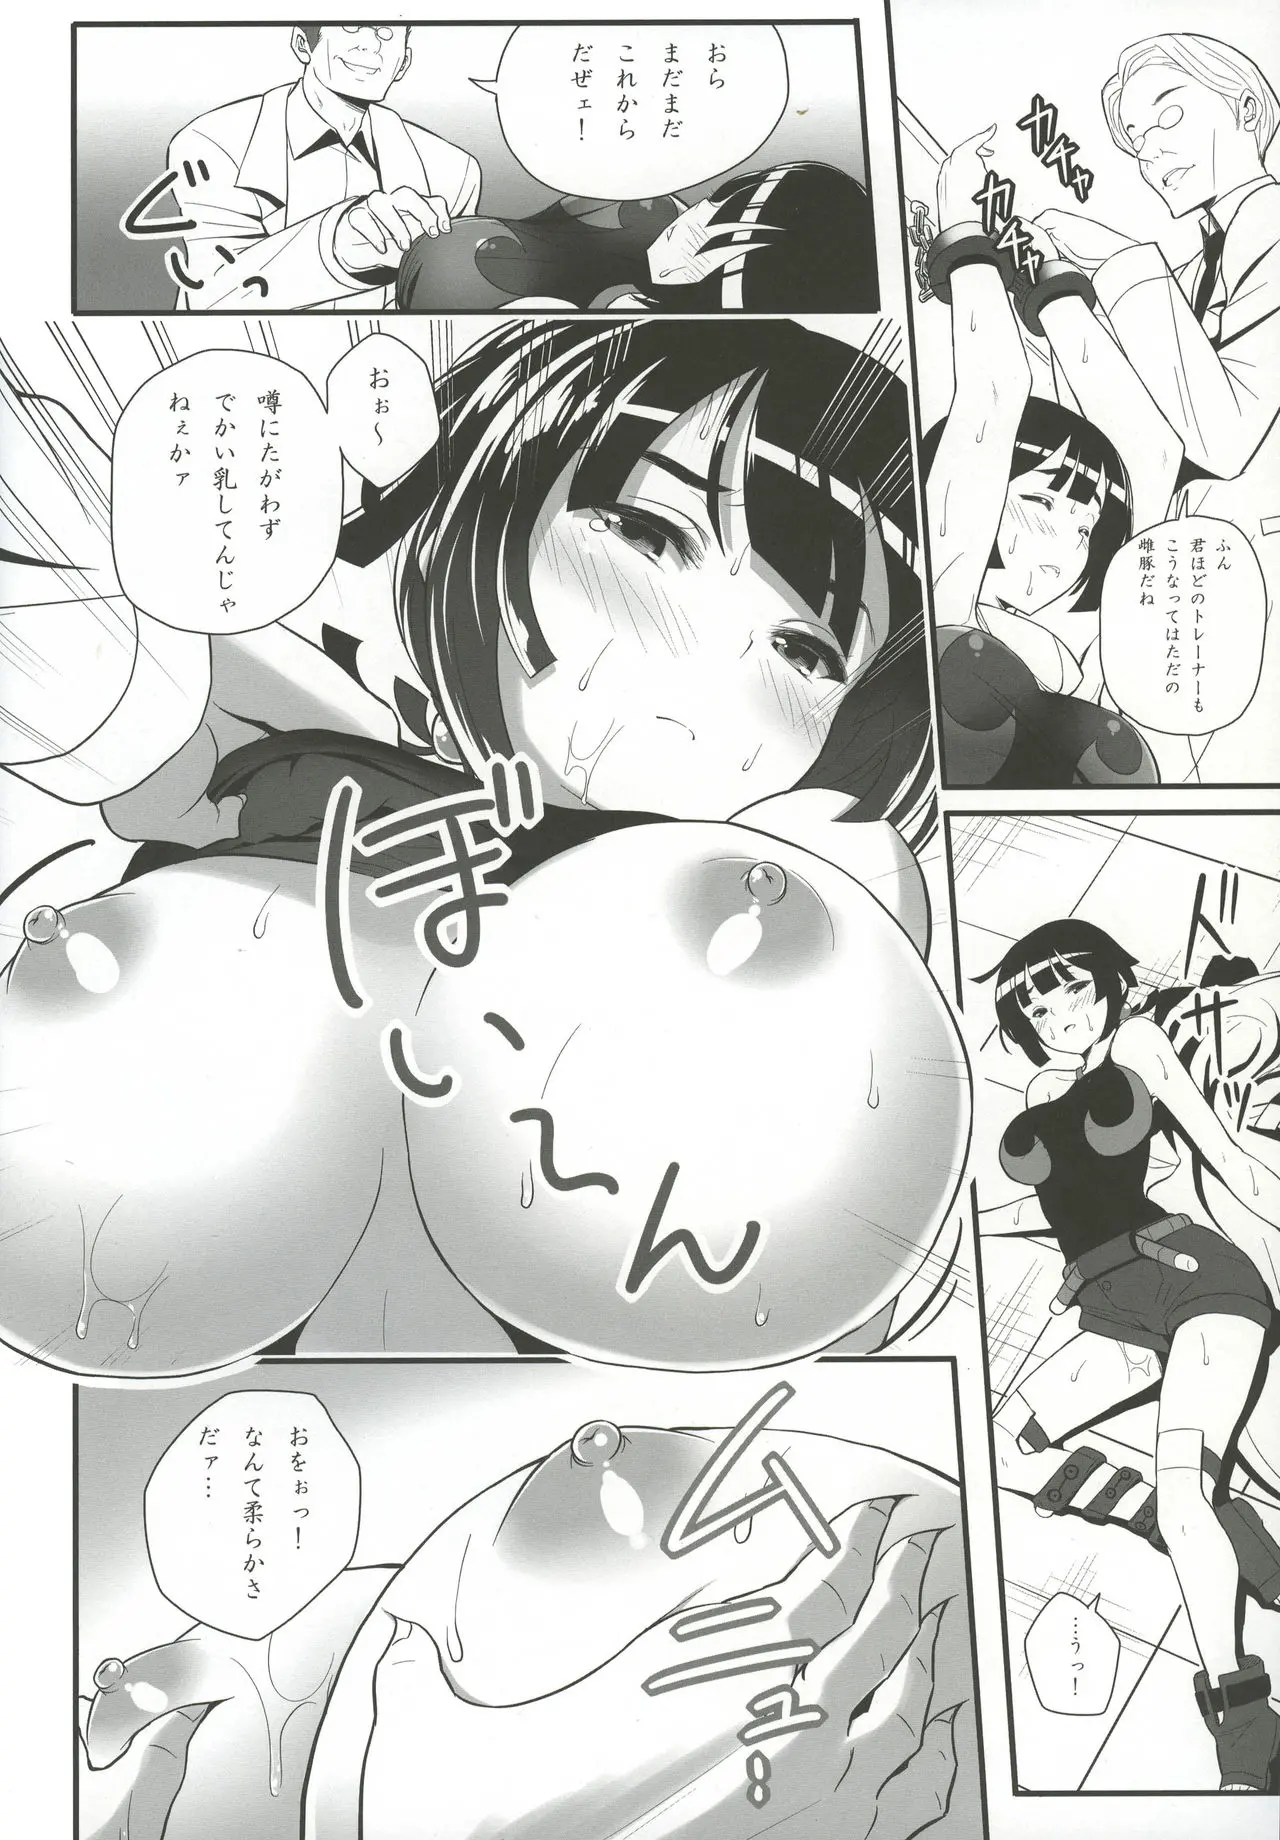 カチャ
カチャ
ふん
君ほどのトレーナーも
こうなってはただの
雌豚だね
ドサッ
…うっ！
おら
まだまだ
これから
だぜェ！
ぐいっ
おぉ～
噂にたがわず
でかい乳してんじゃ
ねぇかァ
ぼいーん
おをぉっ！
なんて柔らかさ
だァ…
ムニュ…